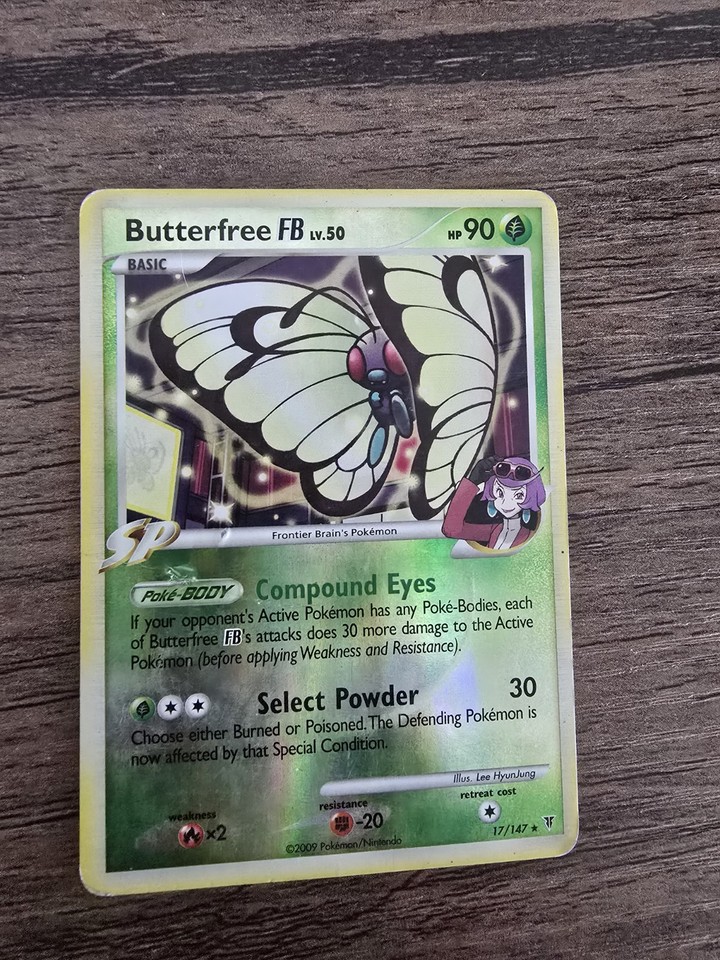 Butterfree FB LV.50
HP 90
BASIC
SP
Frontier Brain's Pokémon
Poké-BODY Compound Eyes
If your opponent's Active Pokémon has any Poké-Bodies, each
of Butterfree FB's attacks does 30 more damage to the Active
Pokémon (before applying Weakness and Resistance).
Select Powder 30
Choose either Burned or Poisoned. The Defending Pokémon is
now affected by that Special Condition.
Illus. Lee HyunJung
weakness
×2
resistance
-20
retreat cost
©2009 Pokémon/Nintendo
17/147 ★